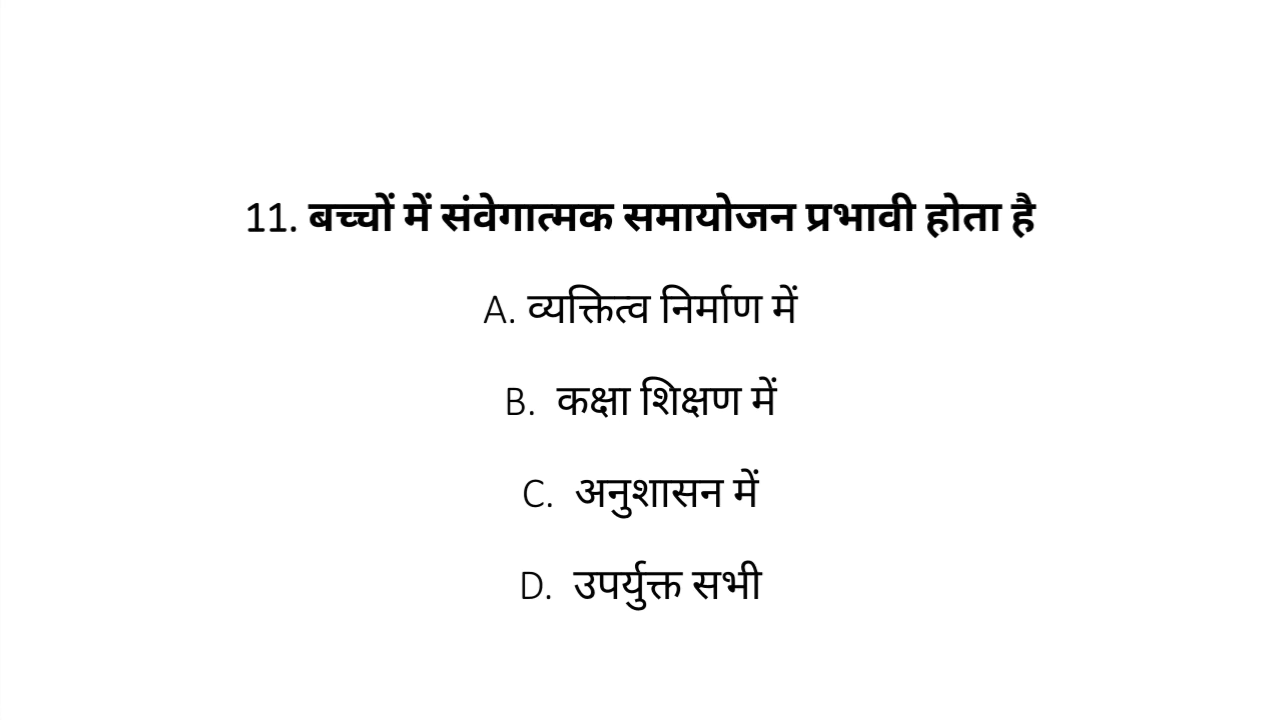 11. बच्चों में संवेगात्मक समायोजन प्रभावी होता है
A. व्यक्तित्व निर्माण में
B. कक्षा शिक्षण में
C. अनुशासन में
D. उपर्युक्त सभी